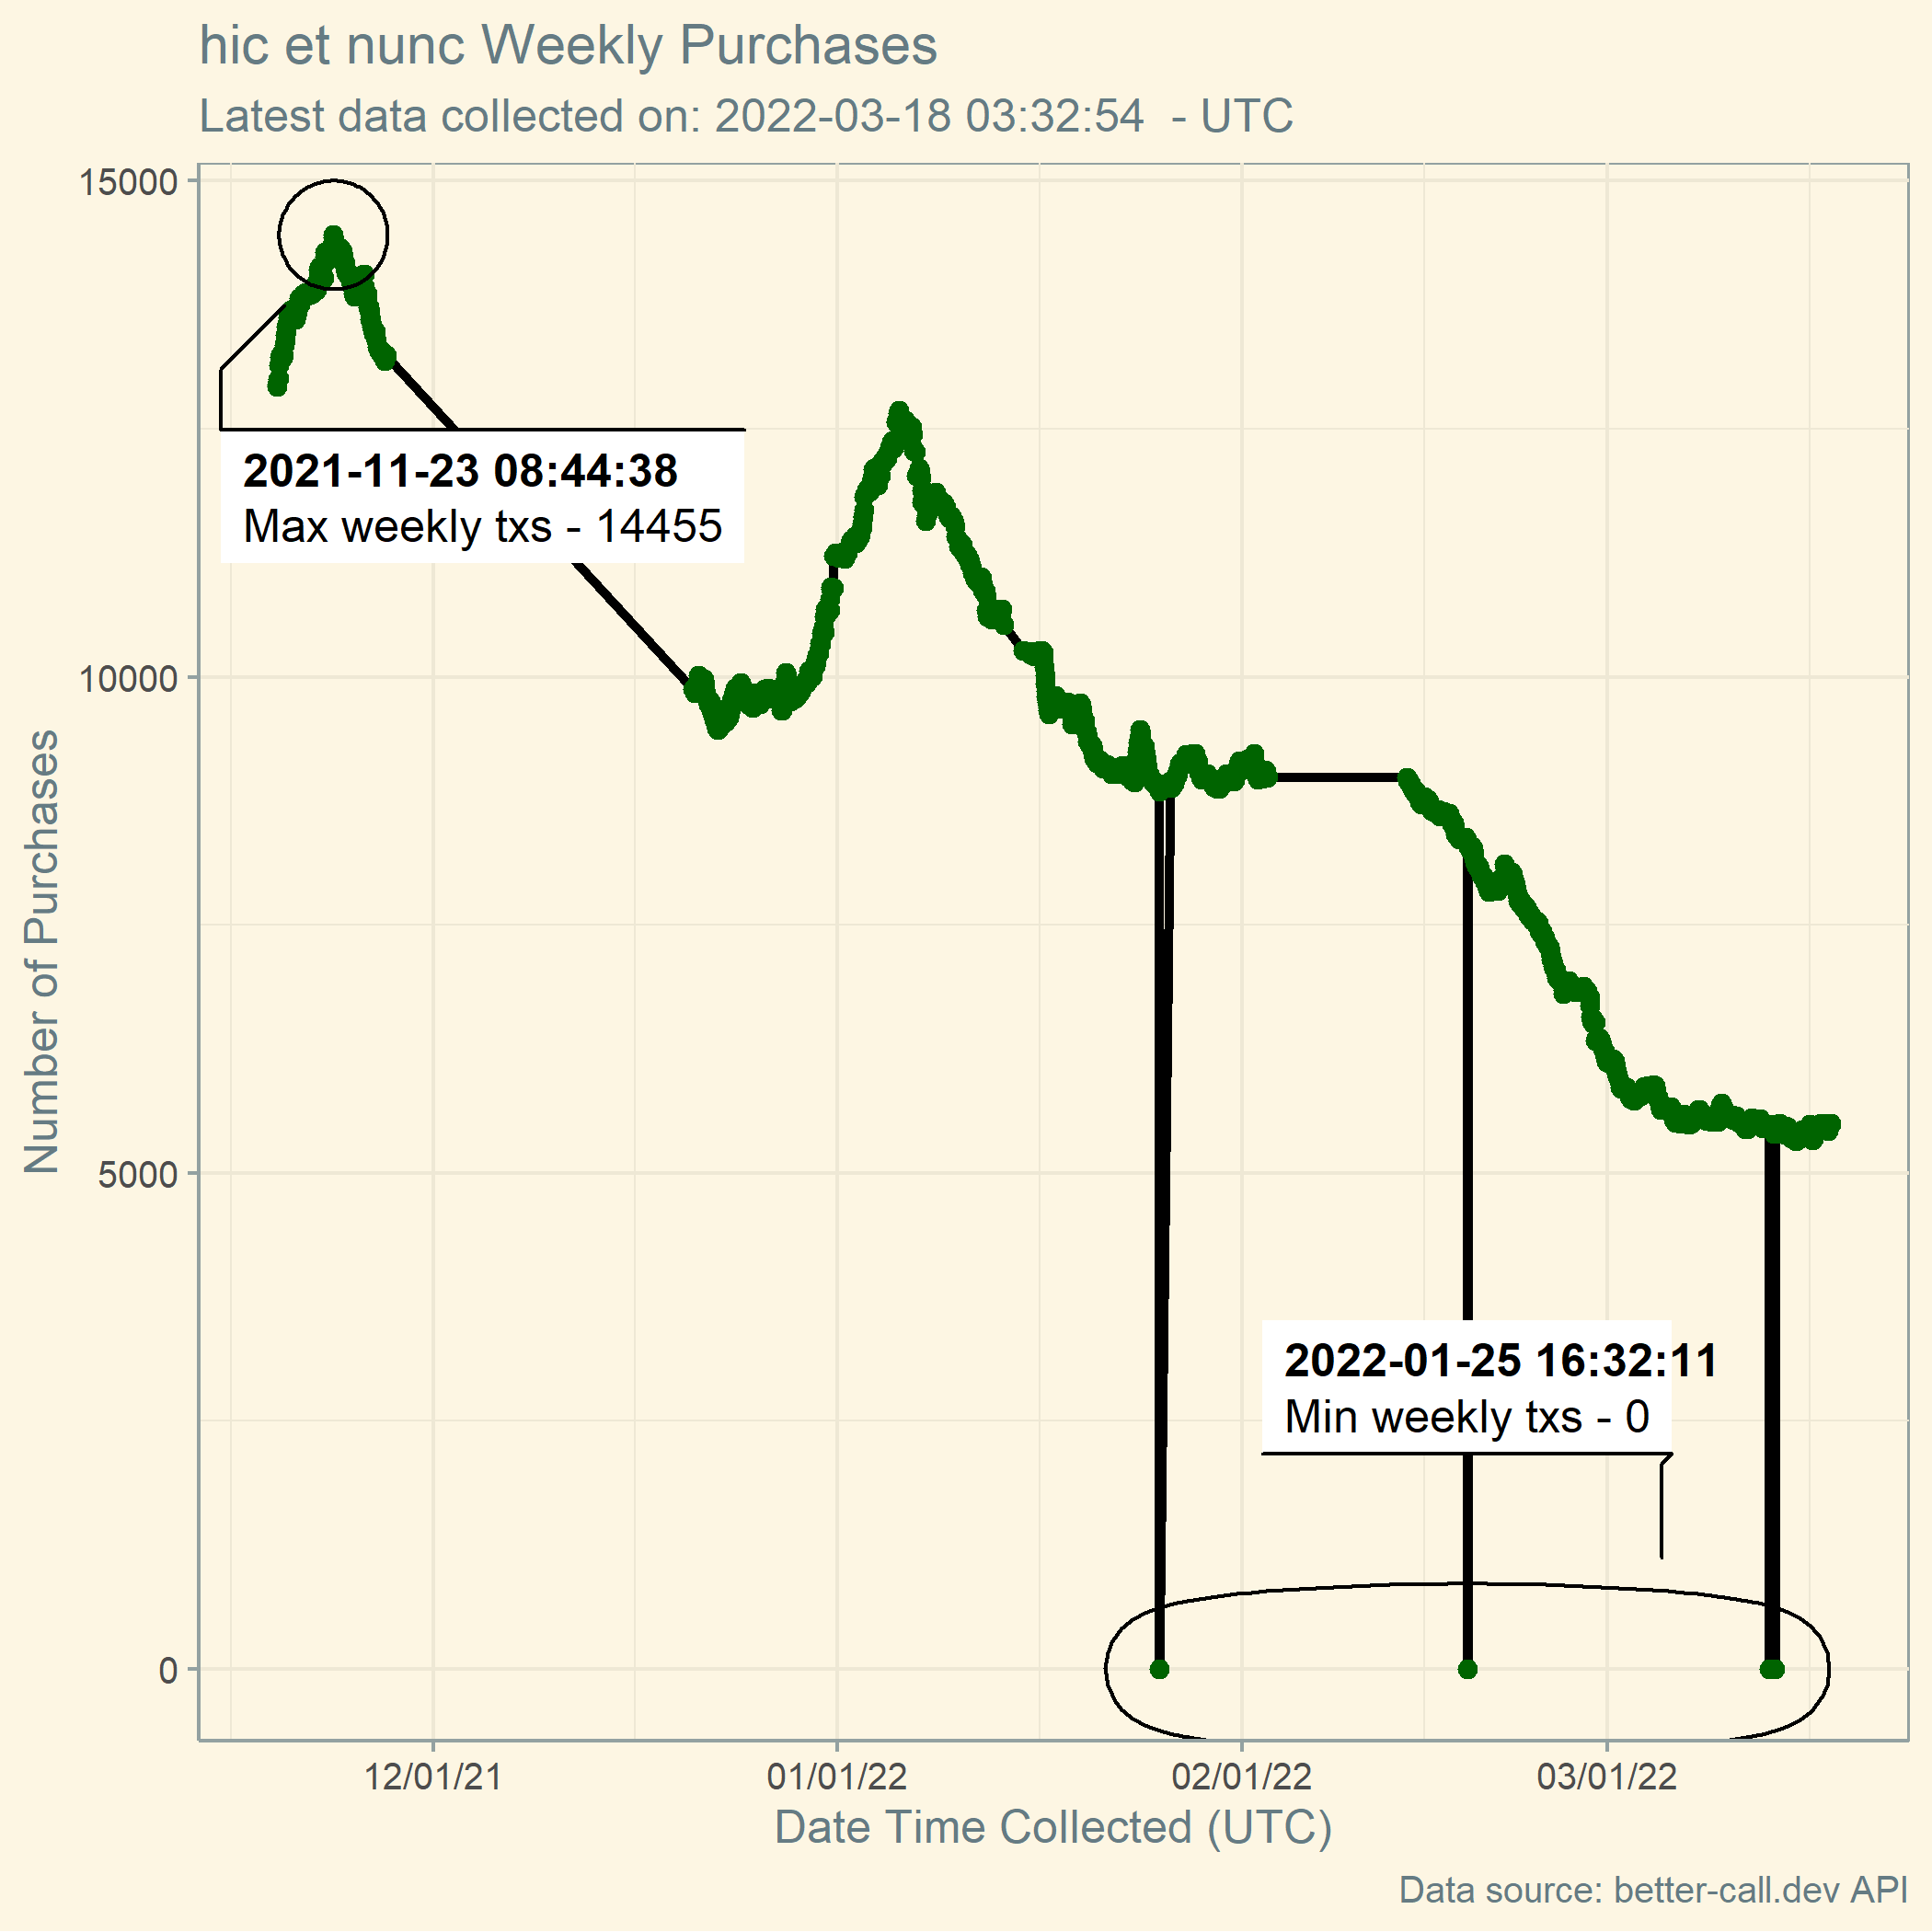 hic et nunc Weekly Purchases
Latest data collected on: 2022-03-18 03:32:54  - UTC
15000
10000
5000
0
Number of Purchases
2021-11-23 08:44:38
Max weekly txs - 14455
2022-01-25 16:32:11
Min weekly txs - 0
12/01/21
01/01/22
02/01/22
03/01/22
Date Time Collected (UTC)
Data source: better-call.dev API